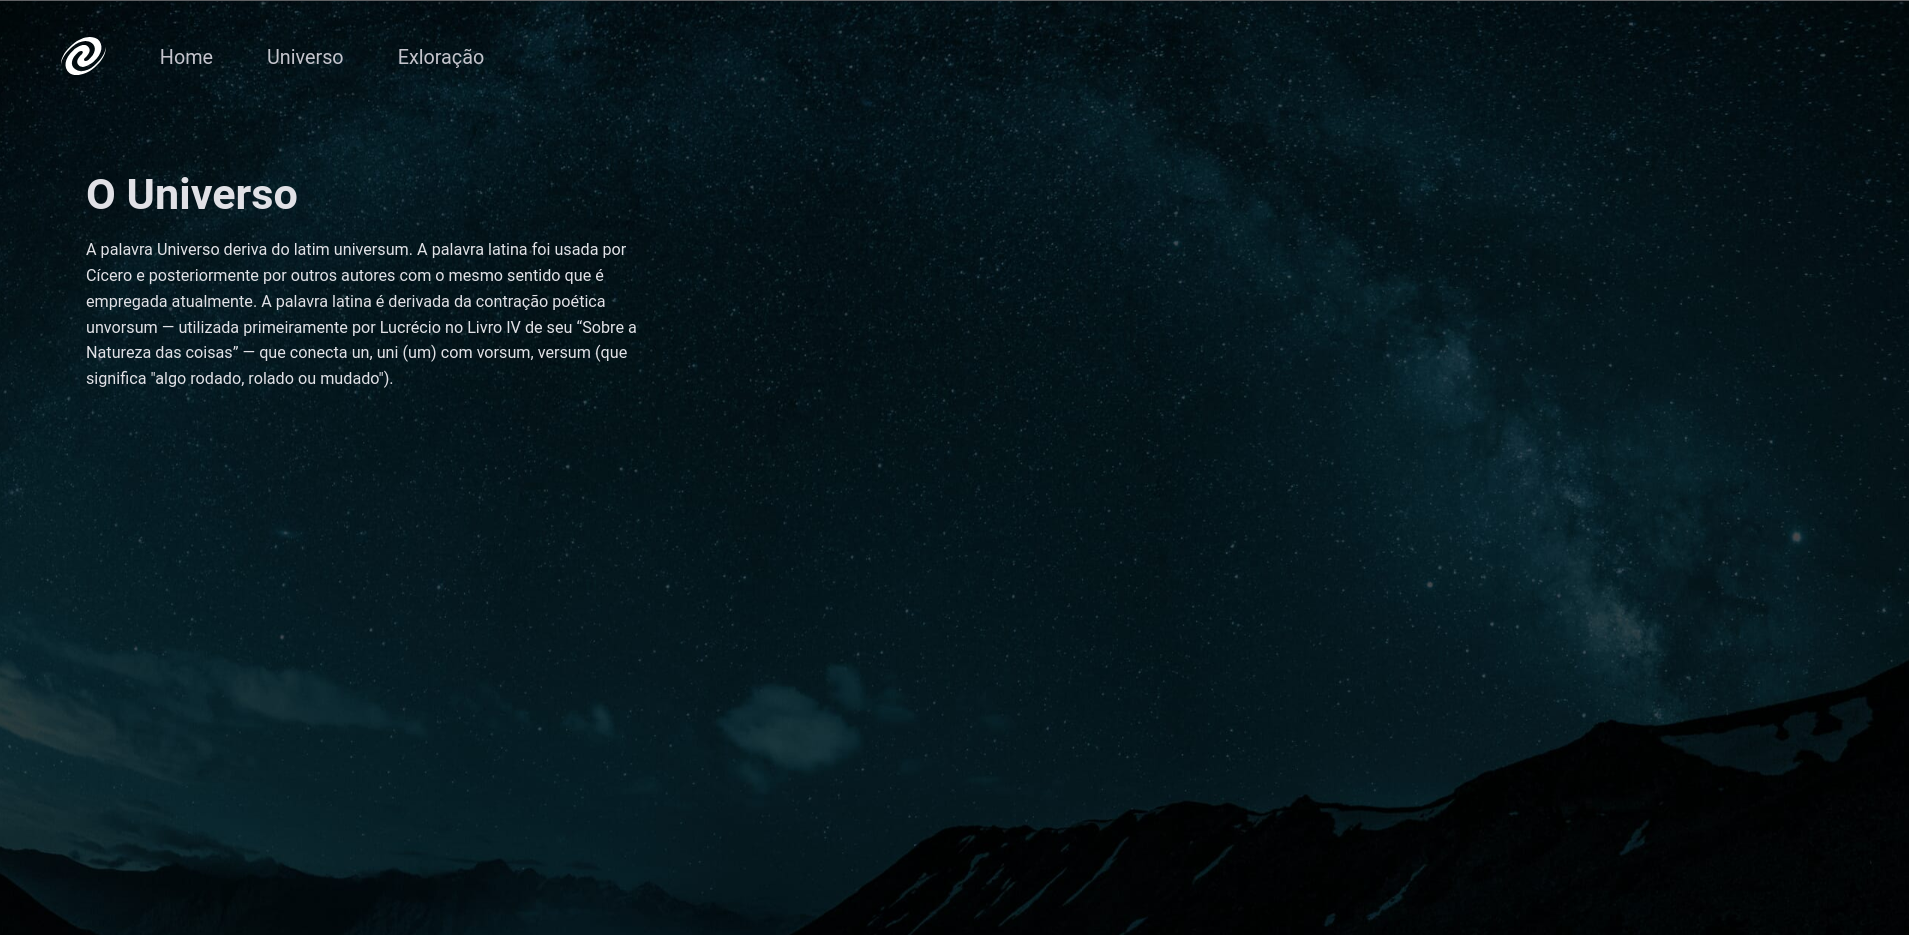 Home Universo Exloração
O Universo
A palavra Universo deriva do latim universum. A palavra latina foi usada por
Cícero e posteriormente por outros autores com o mesmo sentido que é
empregada atualmente. A palavra latina é derivada da contração poética
unvorsum — utilizada primeiramente por Lucrécio no Livro IV de seu “Sobre a
Natureza das coisas” — que conecta un, uni (um) com vorsum, versum (que
significa "algo rodado, rolado ou mudado").